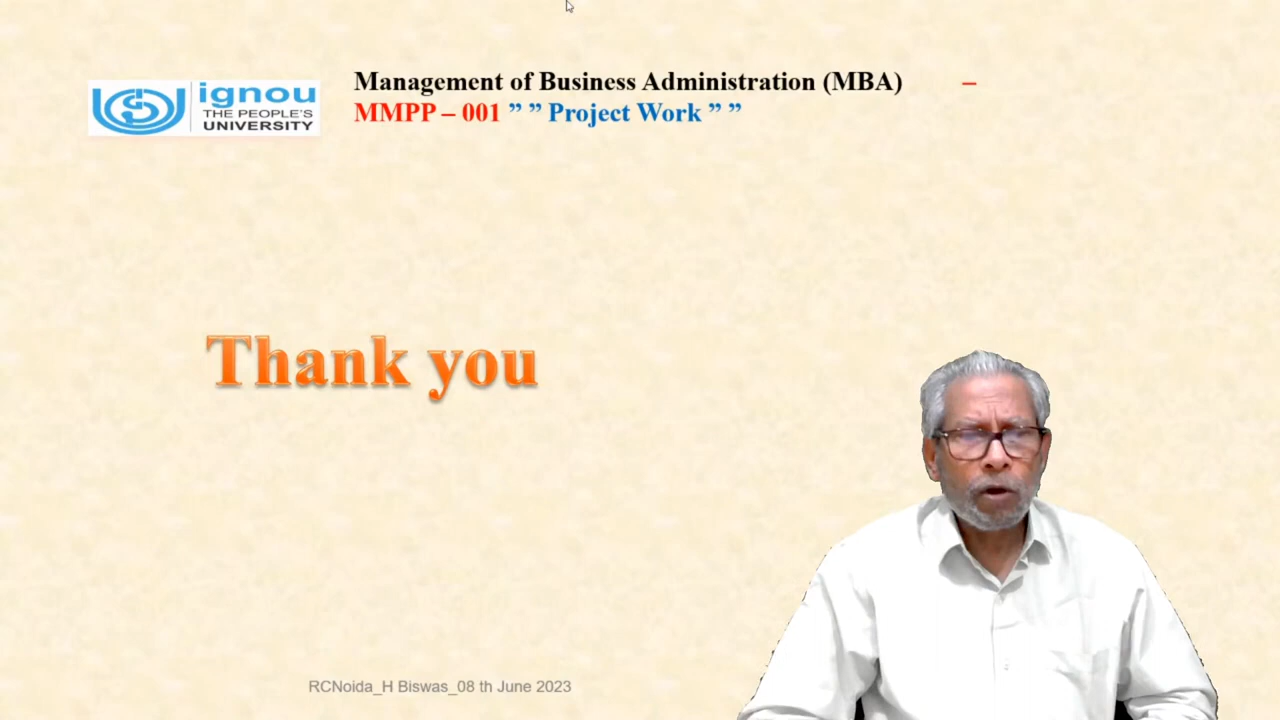 ignou
THE PEOPLE'S
UNIVERSITY
Management of Business Administration (MBA) –
MMPP – 001 ” ” Project Work ” ”
Thank you
RCNoida_H Biswas_08 th June 2023